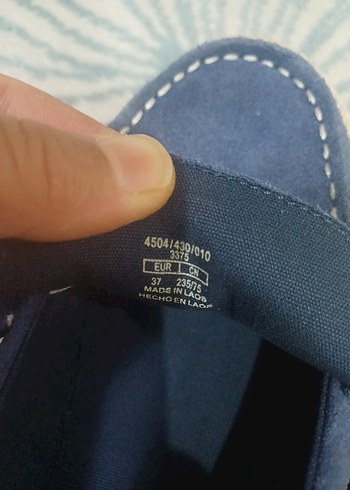 4504/430/010
3375
EUR CN
37 235/75
MADE IN LAOS
HECHO EN LAOS